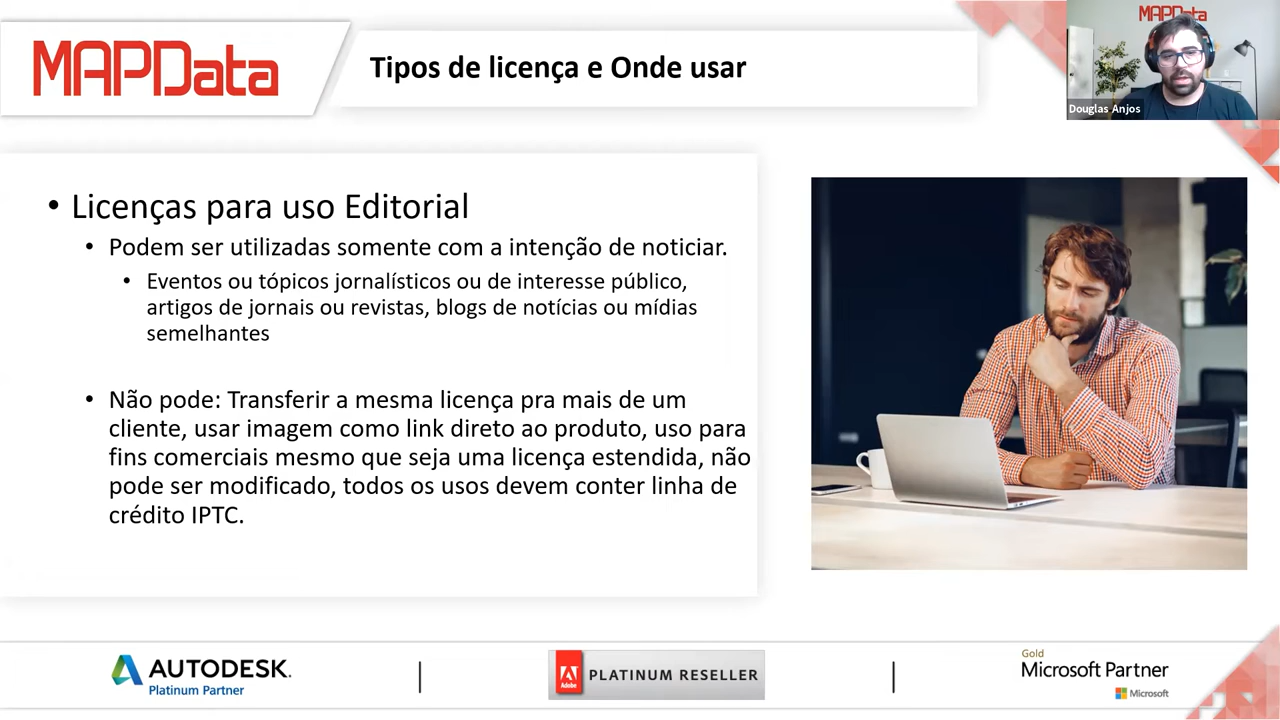 MAPData
Tipos de licença e Onde usar
MAPData
Douglas Anjos
• Licenças para uso Editorial
• Podem ser utilizadas somente com a intenção de noticiar.
• Eventos ou tópicos jornalísticos ou de interesse público,
artigos de jornais ou revistas, blogs de notícias ou mídias
semelhantes
• Não pode: Transferir a mesma licença pra mais de um
cliente, usar imagem como link direto ao produto, uso para
fins comerciais mesmo que seja uma licença estendida, não
pode ser modificado, todos os usos devem conter linha de
crédito IPTC.
AUTODESK.
Platinum Partner
Adobe
PLATINUM RESELLER
Gold
Microsoft Partner
Microsoft